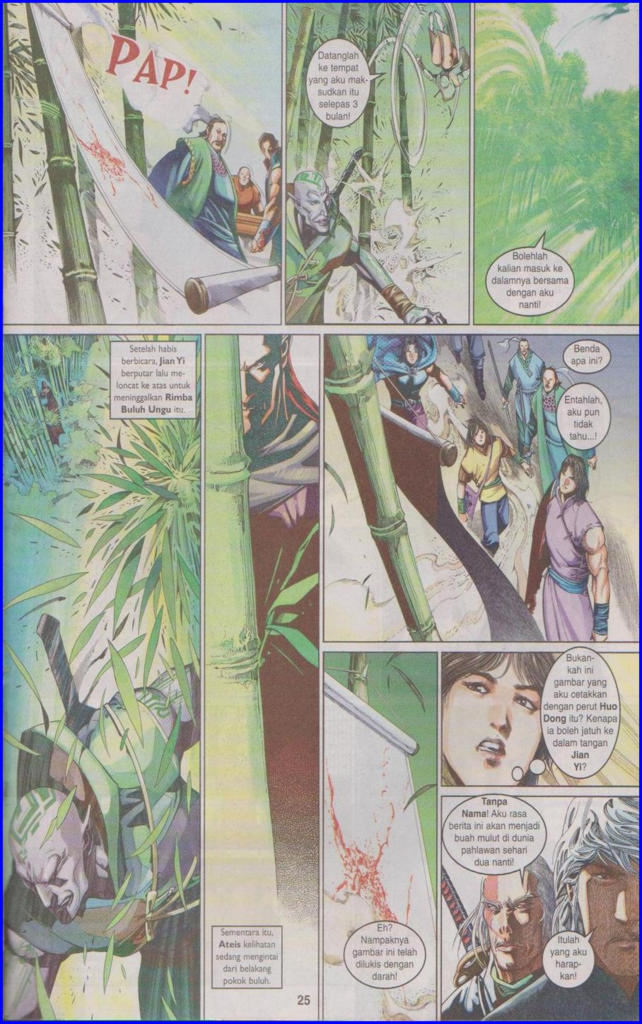 PAP!
Datanglah
ke tempat
yang aku mak-
sudkan itu
selepas 3
bulan!
Bolehlah
kalian masuk ke
dalamnya bersama
dengan aku
nanti!
Setelah habis
berbicara, Jian Yi
berputar lalu me-
loncat ke atas untuk
meninggalkan Rimba
Buluh Ungu itu.
Sementara itu,
Ateis kelihatan
sedang mengintai
dari belakang
pokok buluh.
Benda
apa ini?
Entahlah,
aku pun
tidak
tahu...!
Eh?
Nampaknya
gambar ini telah
dilukis dengan
darah!
Bukan-
kah ini
gambar yang
aku cetakkan
dengan perut Huo
Dong itu? Kenapa
ia boleh jatuh ke
dalam tangan
Jian
Yi?
Tanpa
Nama! Aku rasa
berita ini akan menjadi
buah mulut di dunia
pahlawan sehari
dua nanti!
Itulah
yang aku
harap-
kan!
25